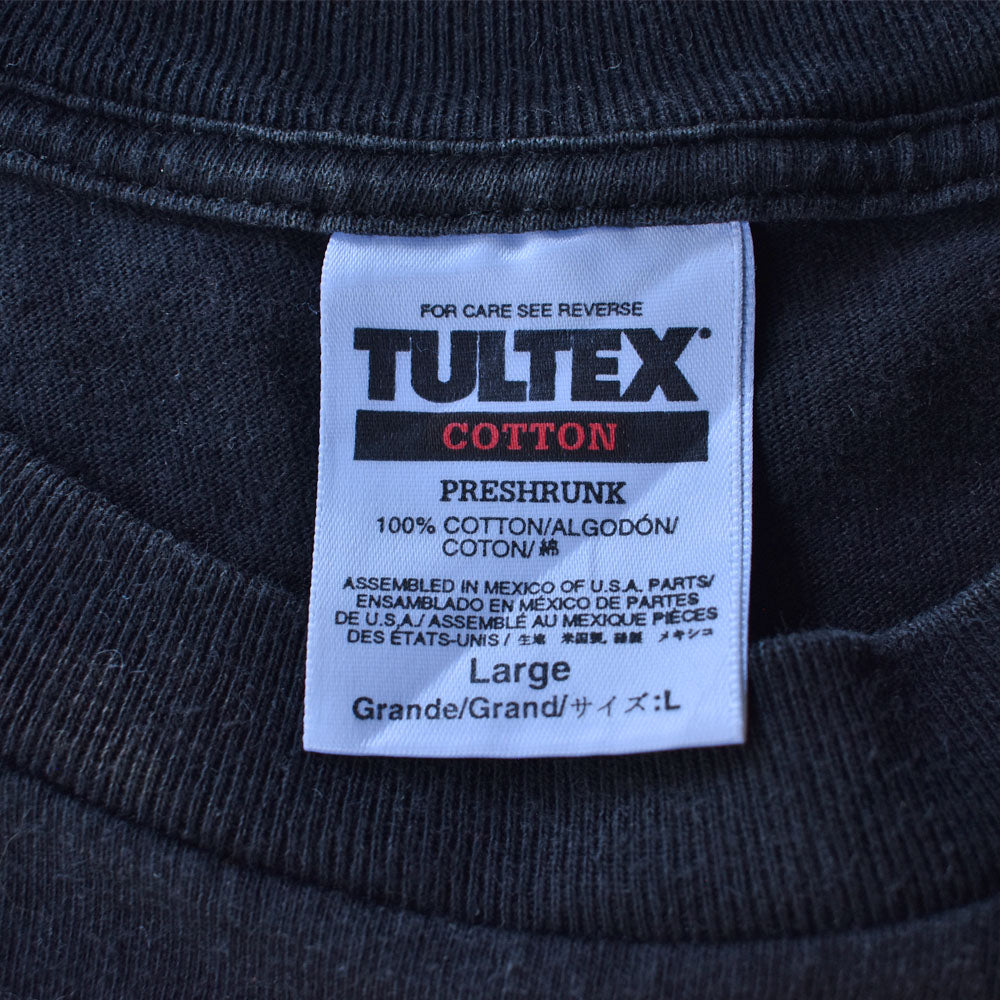 FOR CARE SEE REVERSE
TULTEX®
COTTON
PRESHRUNK
100% COTTON/ALGODÓN/
COTON/綿
ASSEMBLED IN MEXICO OF U.S.A. PARTS/
ENSAMBLADO EN MÉXICO DE PARTES
DE U.S.A./ASSEMBLÉ AU MEXIQUE PIÈCES
DES ÉTATS-UNIS/生地 米国製, 縫製 メキシコ
Large
Grande/Grand/サイズ:L